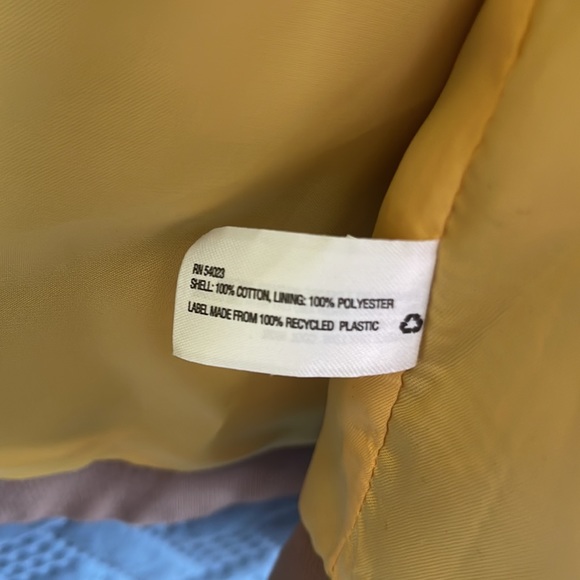 RN 54023
SHELL: 100% COTTON, LINING: 100% POLYESTER
LABEL MADE FROM 100% RECYCLED PLASTIC